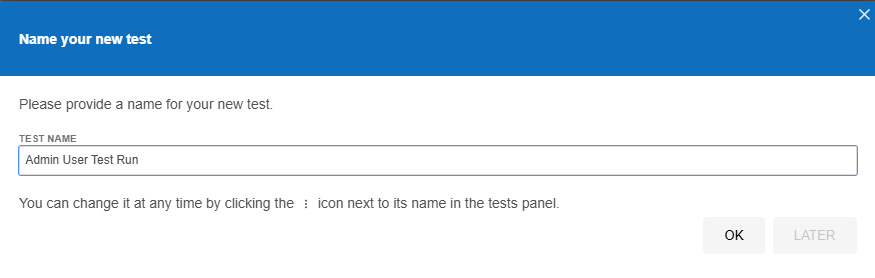 Name your new test
Please provide a name for your new test.
TEST NAME
Admin User Test Run
You can change it at any time by clicking the ⋮ icon next to its name in the tests panel.
OK LATER